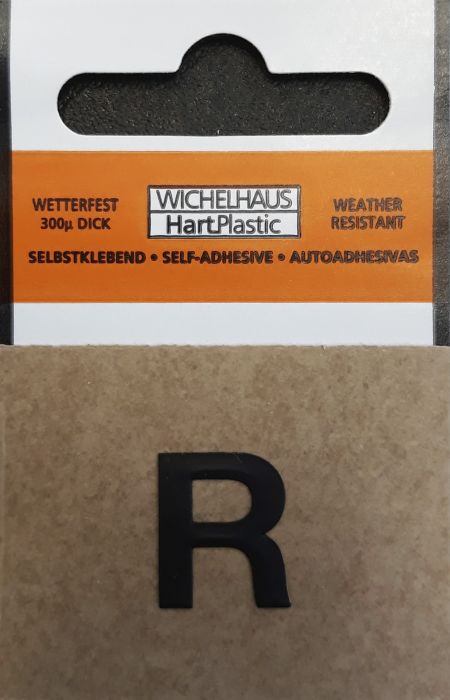 WETTERFEST
300µ DICK
WICHELHAUS
HartPlastic
WEATHER
RESISTANT
SELBSTKLEBEND • SELF-ADHESIVE • AUTOADHESIVAS
R